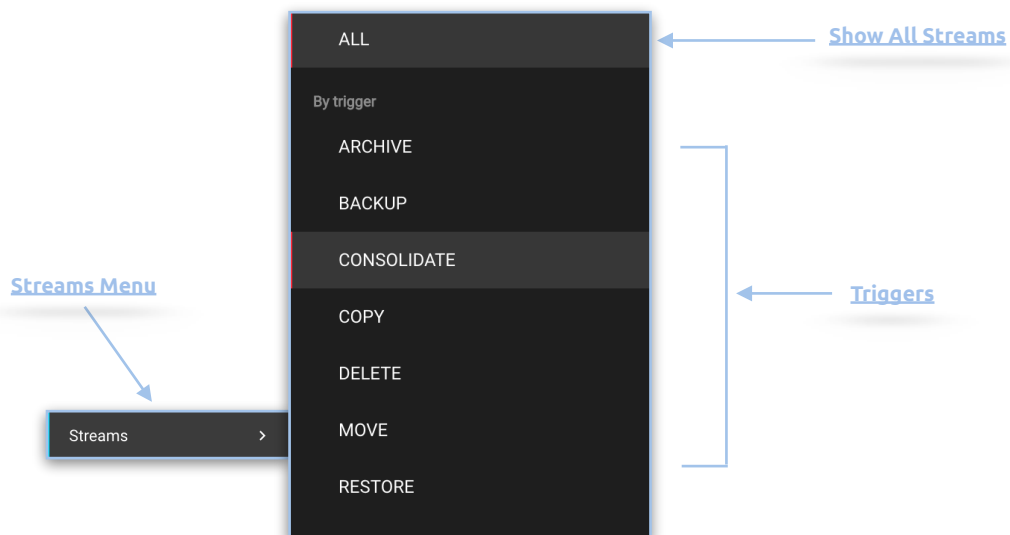 ALL
Show All Streams
By trigger
ARCHIVE
BACKUP
CONSOLIDATE
Streams Menu
Triggers
COPY
DELETE
MOVE
Streams
RESTORE